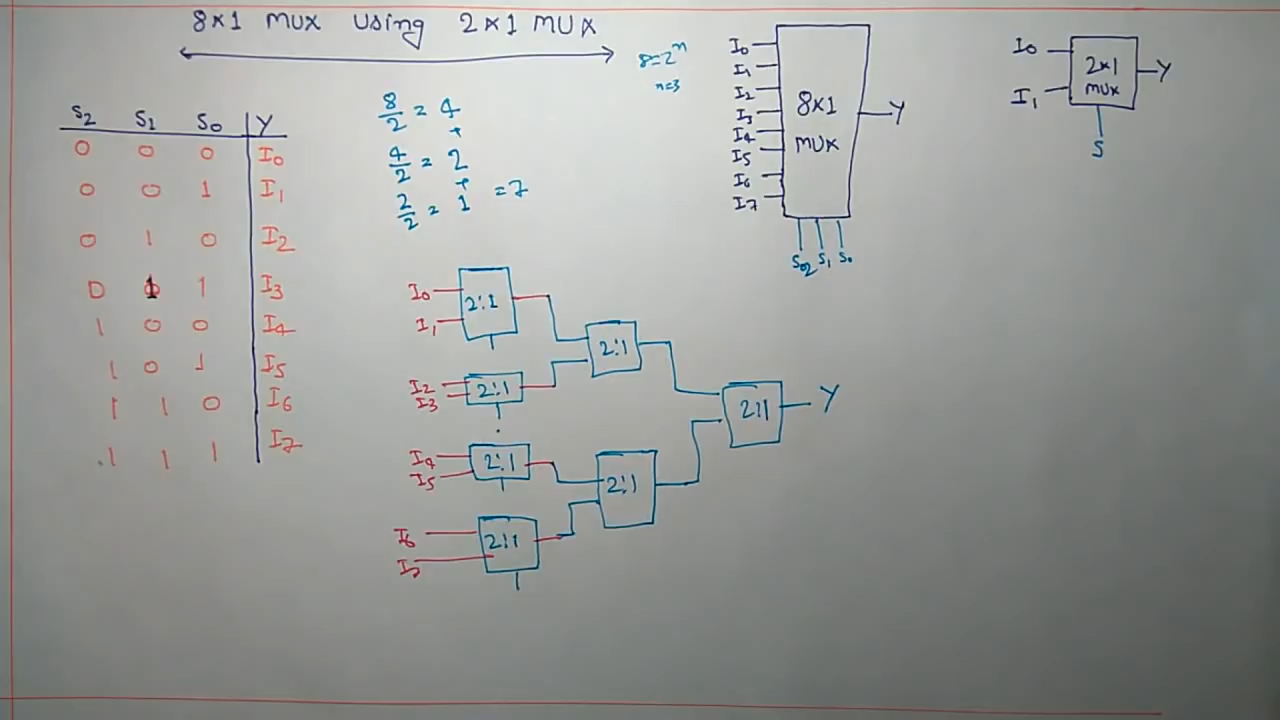 8×1 MUX using 2×1 MUX
8=2ⁿ
n=3
S2 S1 S0 Y
0 0 0 I0
0 0 1 I1
0 1 0 I2
0 1 1 I3
1 0 0 I4
1 0 1 I5
1 1 0 I6
1 1 1 I7
8/2 = 4
+
4/2 = 2
+
2/2 = 1 = 7
I0
I1
I2
I3
I4
I5
I6
I7
8×1
MUX
Y
S2 S1 S0
I0
I1
2×1
MUX
Y
S
I0
I1
2:1
2:1
I2
I3
2:1
2:1
Y
I4
I5
2:1
2:1
I6
I7
2:1